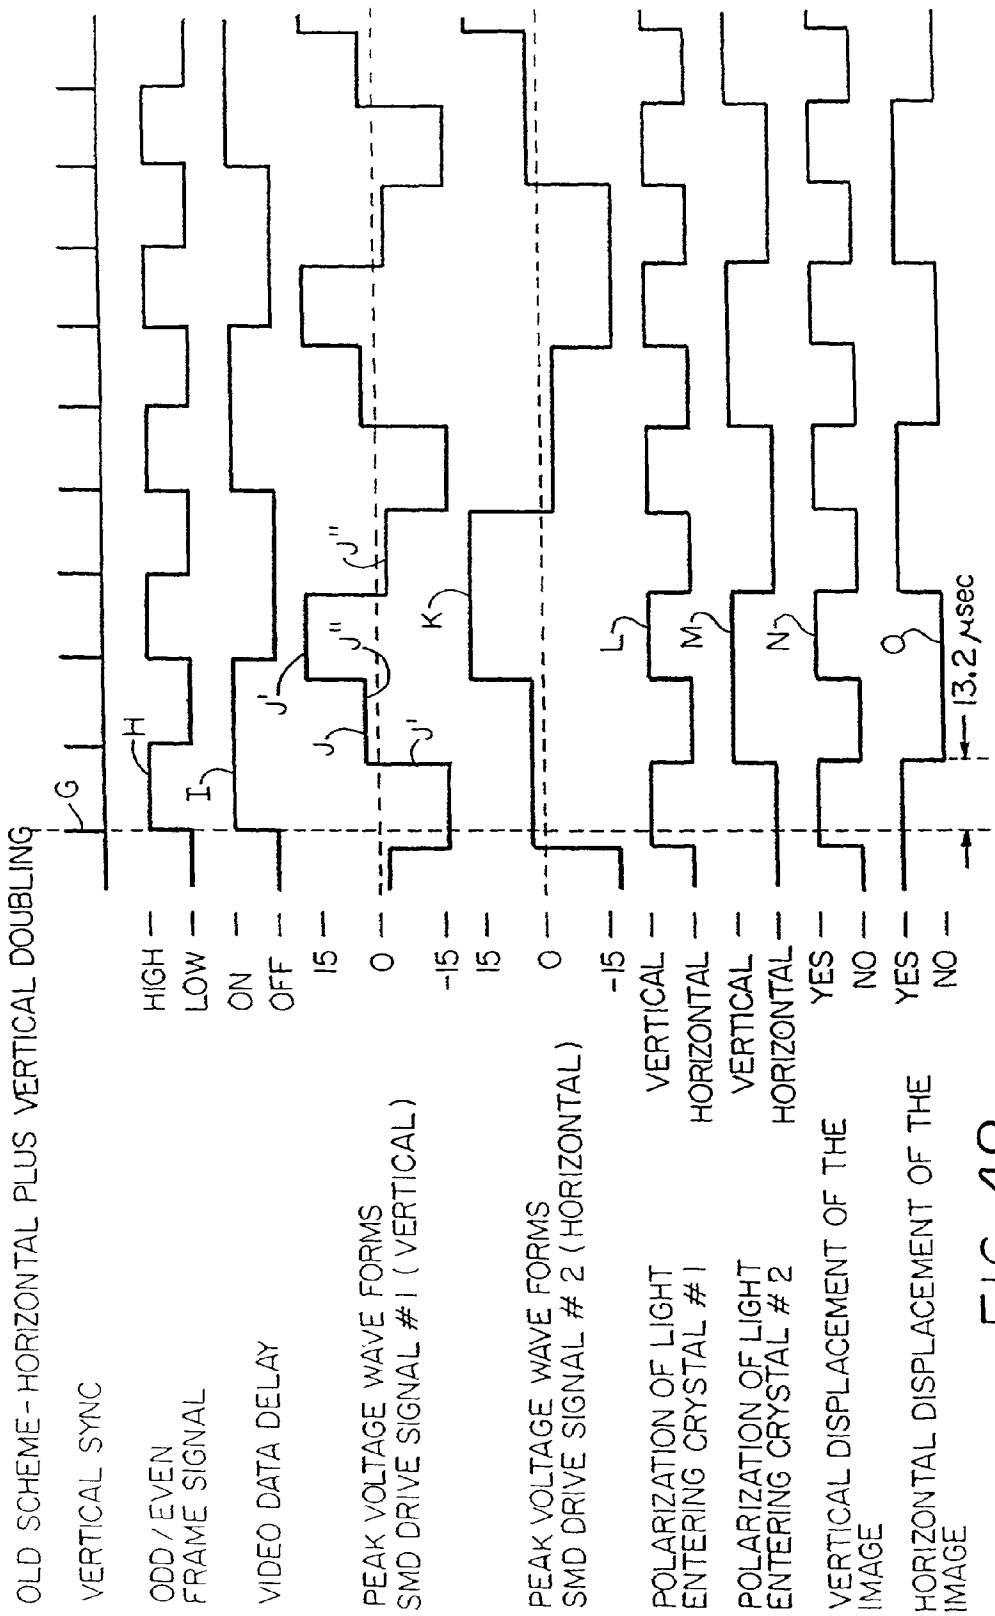 OLD SCHEME-HORIZONTAL PLUS VERTICAL DOUBLING
VERTICAL SYNC
G
ODD/EVEN
FRAME SIGNAL
HIGH
LOW
H
VIDEO DATA DELAY
ON
OFF
I
PEAK VOLTAGE WAVE FORMS
SMD DRIVE SIGNAL #1 (VERTICAL)
15
0
-15
J
J'
J'
J"
J"
PEAK VOLTAGE WAVE FORMS
SMD DRIVE SIGNAL #2 (HORIZONTAL)
15
0
-15
K
POLARIZATION OF LIGHT
ENTERING CRYSTAL #1
VERTICAL
HORIZONTAL
L
POLARIZATION OF LIGHT
ENTERING CRYSTAL #2
VERTICAL
HORIZONTAL
M
VERTICAL DISPLACEMENT OF THE
IMAGE
YES
NO
N
HORIZONTAL DISPLACEMENT OF THE
IMAGE
YES
NO
O
13.2 µsec